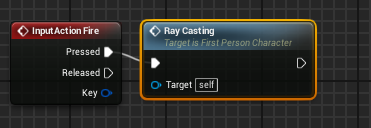 InputAction Fire
Pressed
Released
Key
Ray Casting
Target is First Person Character
Target self